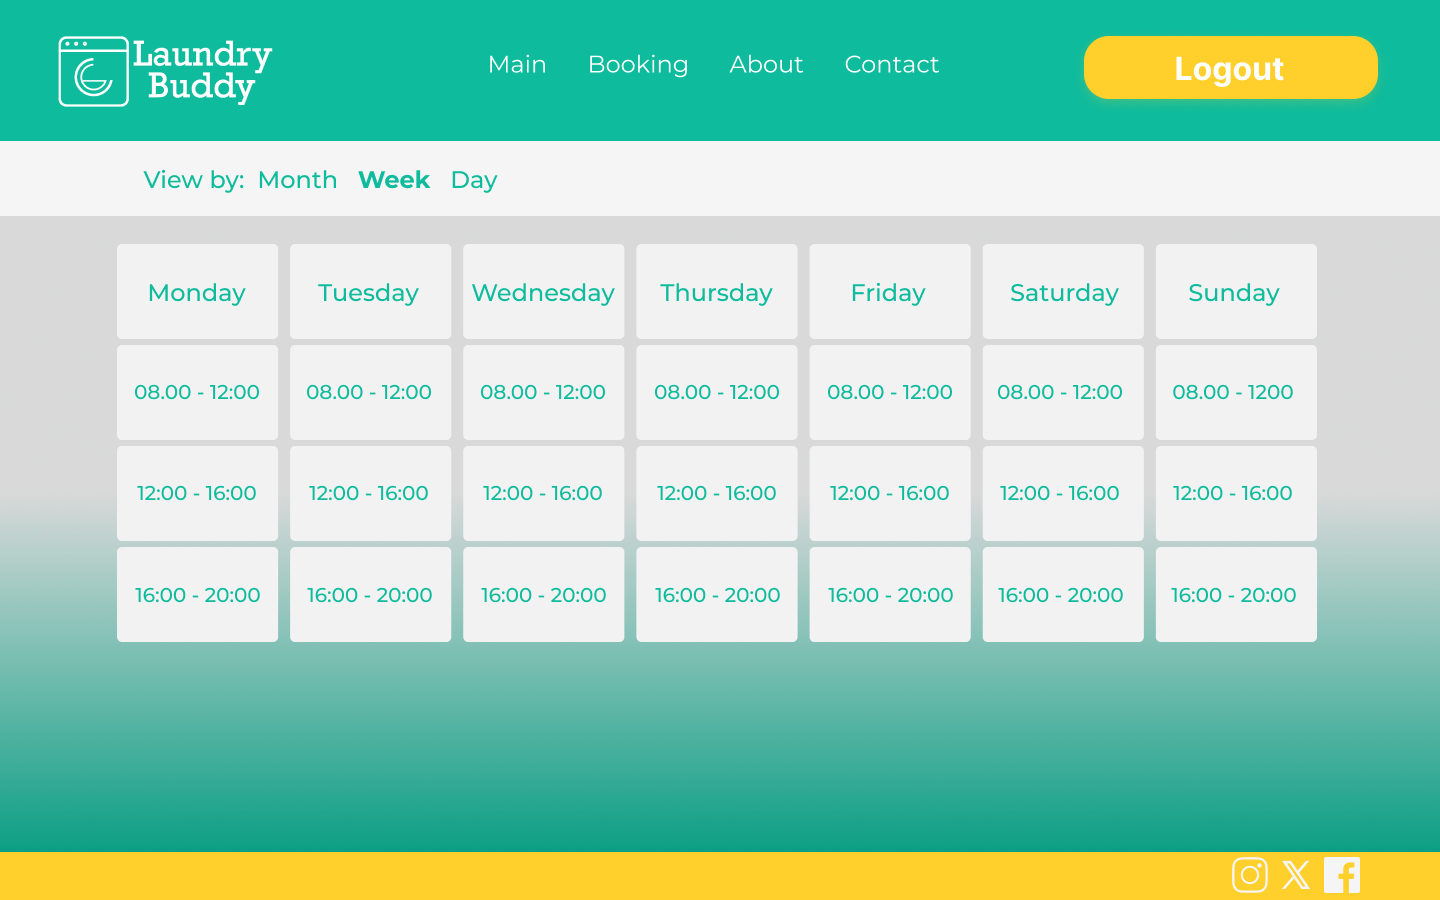 Laundry
Buddy
Main Booking About Contact
Logout
View by: Month Week Day
Monday Tuesday Wednesday Thursday Friday Saturday Sunday
08.00 - 12:00 08.00 - 12:00 08.00 - 12:00 08.00 - 12:00 08.00 - 12:00 08.00 - 12:00 08.00 - 1200
12:00 - 16:00 12:00 - 16:00 12:00 - 16:00 12:00 - 16:00 12:00 - 16:00 12:00 - 16:00 12:00 - 16:00
16:00 - 20:00 16:00 - 20:00 16:00 - 20:00 16:00 - 20:00 16:00 - 20:00 16:00 - 20:00 16:00 - 20:00